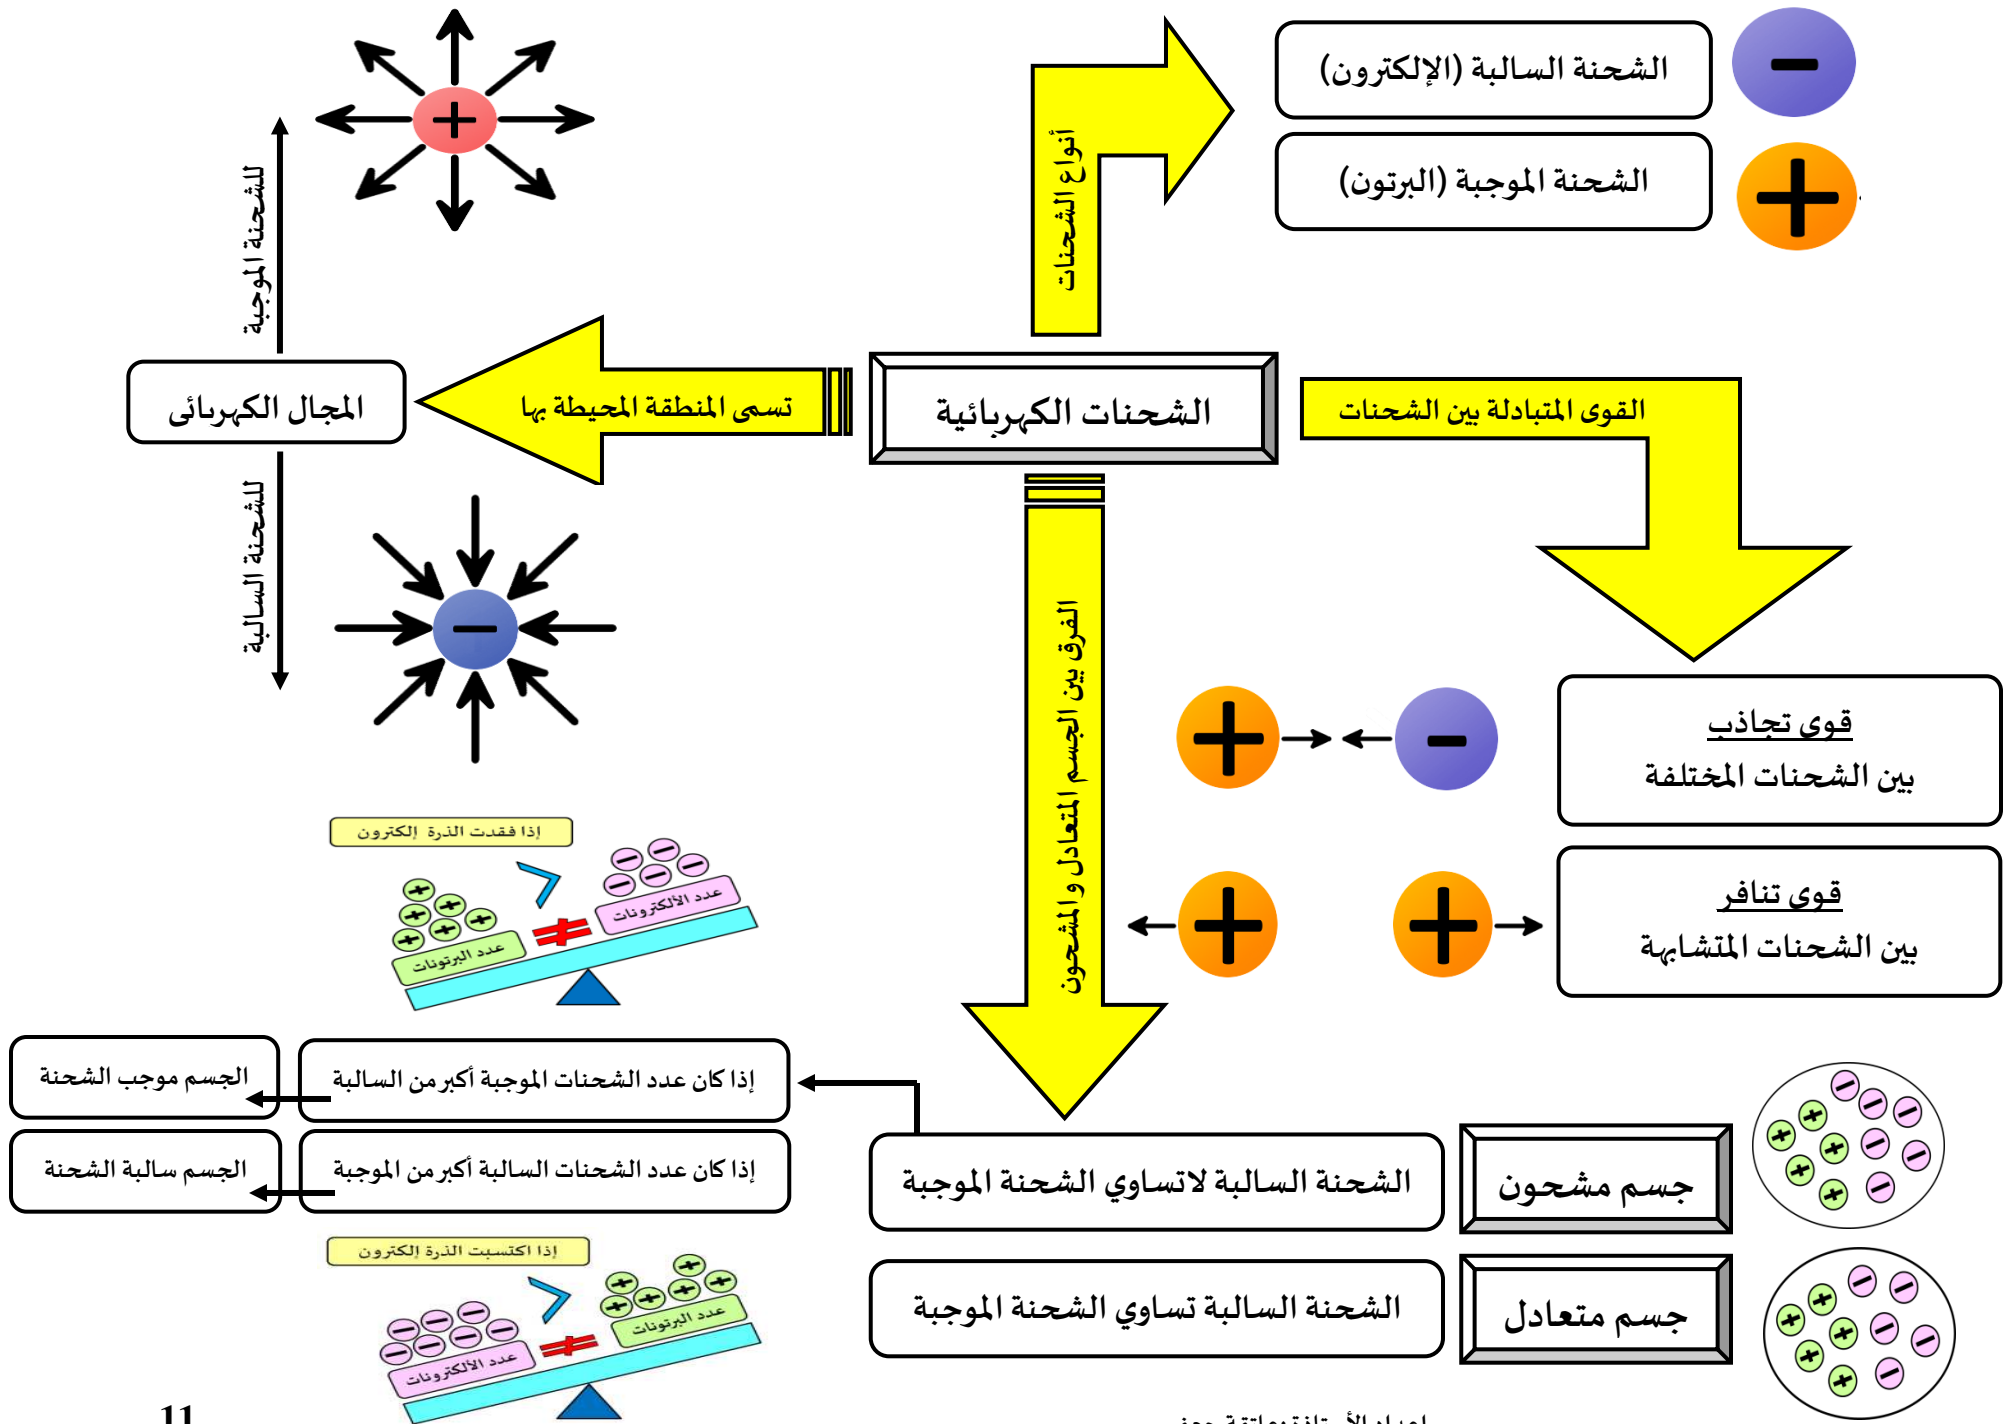 الشحنات الكهربائية
أنواع الشحنات
الشحنة السالبة (الإلكترون)
الشحنة الموجبة (البرتون)
القوى المتبادلة بين الشحنات
قوى تجاذب
بين الشحنات المختلفة
قوى تنافر
بين الشحنات المتشابهة
تسمى المنطقة المحيطة بها
المجال الكهربائى
للشحنة الموجبة
للشحنة السالبة
الفرق بين الجسم المتعادل والمشحون
جسم مشحون
الشحنة السالبة لاتساوي الشحنة الموجبة
إذا كان عدد الشحنات الموجبة أكبر من السالبة
الجسم موجب الشحنة
إذا كان عدد الشحنات السالبة أكبر من الموجبة
الجسم سالبة الشحنة
جسم متعادل
الشحنة السالبة تساوي الشحنة الموجبة
إذا فقدت الذرة إلكترون
عدد الألكترونات
عدد البرتونات
إذا اكتسبت الذرة إلكترون
عدد البرتونات
عدد الألكترونات
11